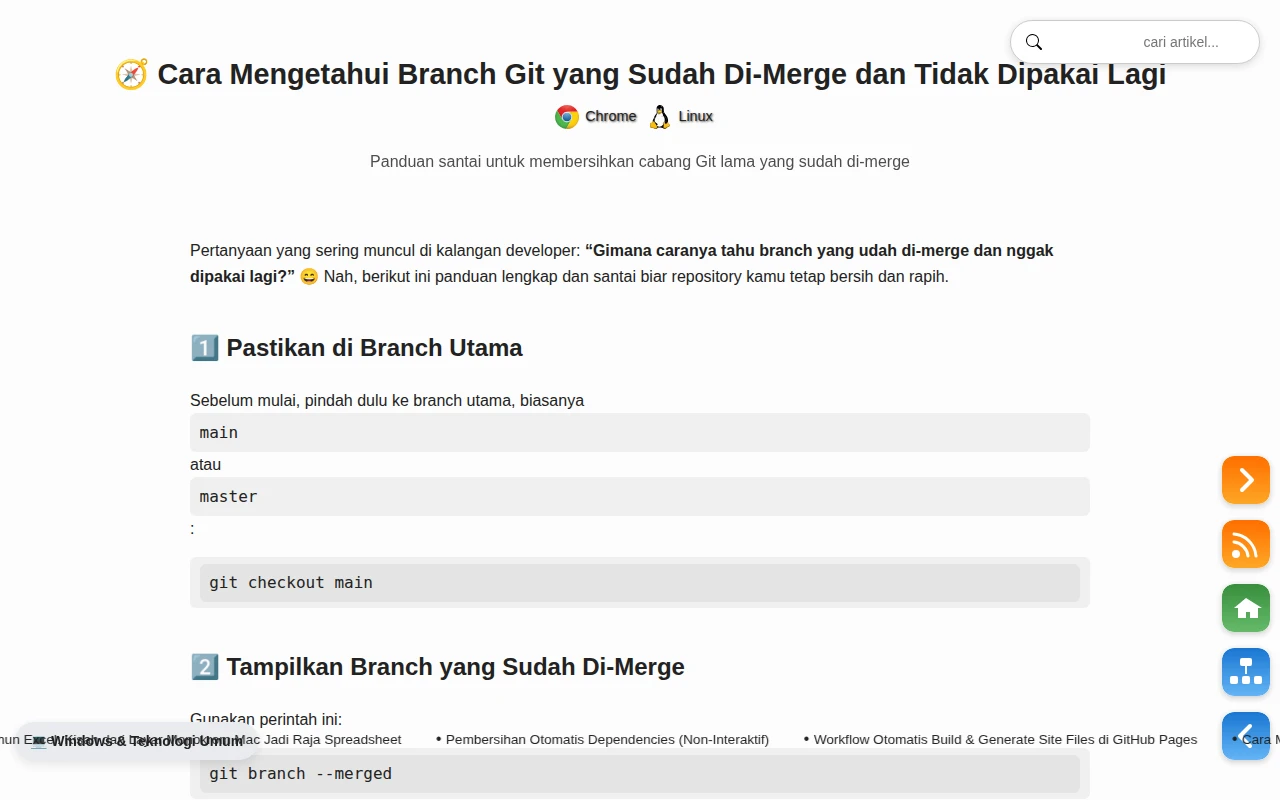 cari artikel...
🧭 Cara Mengetahui Branch Git yang Sudah Di-Merge dan Tidak Dipakai Lagi
Chrome Linux
Panduan santai untuk membersihkan cabang Git lama yang sudah di-merge
Pertanyaan yang sering muncul di kalangan developer: “Gimana caranya tahu branch yang udah di-merge dan nggak
dipakai lagi?” 😄 Nah, berikut ini panduan lengkap dan santai biar repository kamu tetap bersih dan rapih.
1️⃣ Pastikan di Branch Utama
Sebelum mulai, pindah dulu ke branch utama, biasanya
main
atau
master
:
git checkout main
2️⃣ Tampilkan Branch yang Sudah Di-Merge
Gunakan perintah ini:
💻 Windows & Teknologi Umum
Mac Jadi Raja Spreadsheet • Pembersihan Otomatis Dependencies (Non-Interaktif) • Workflow Otomatis Build & Generate Site Files di GitHub Pages • Cara
git branch --merged